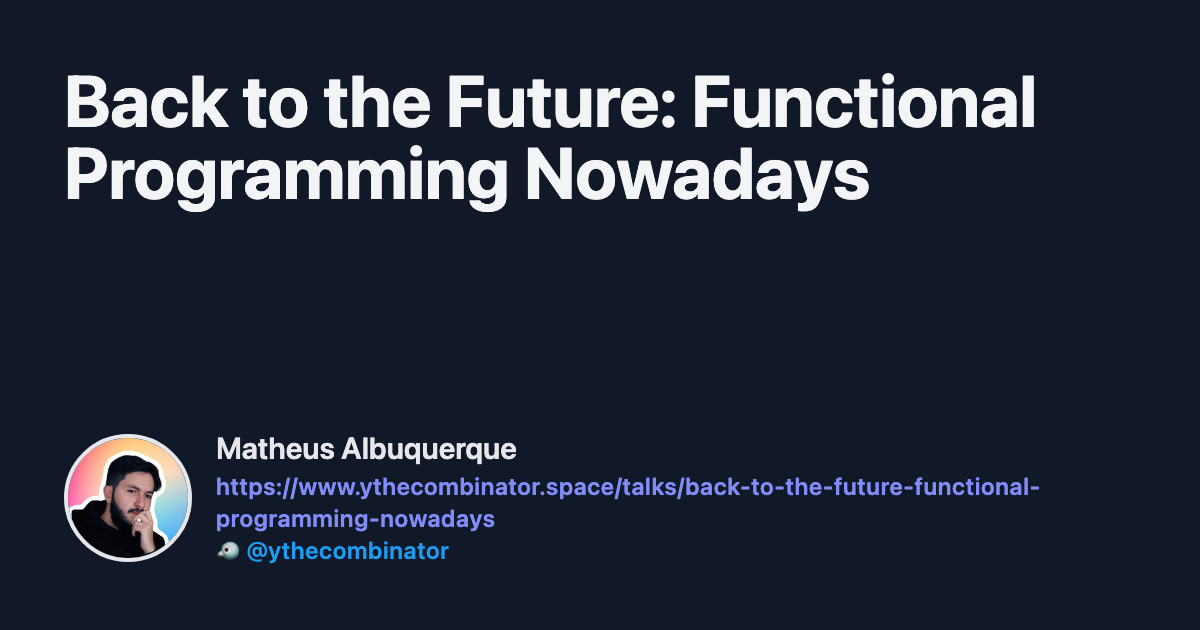 Back to the Future: Functional
Programming Nowadays
Matheus Albuquerque
https://www.ythecombinator.space/talks/back-to-the-future-functional-
programming-nowadays
@ythecombinator